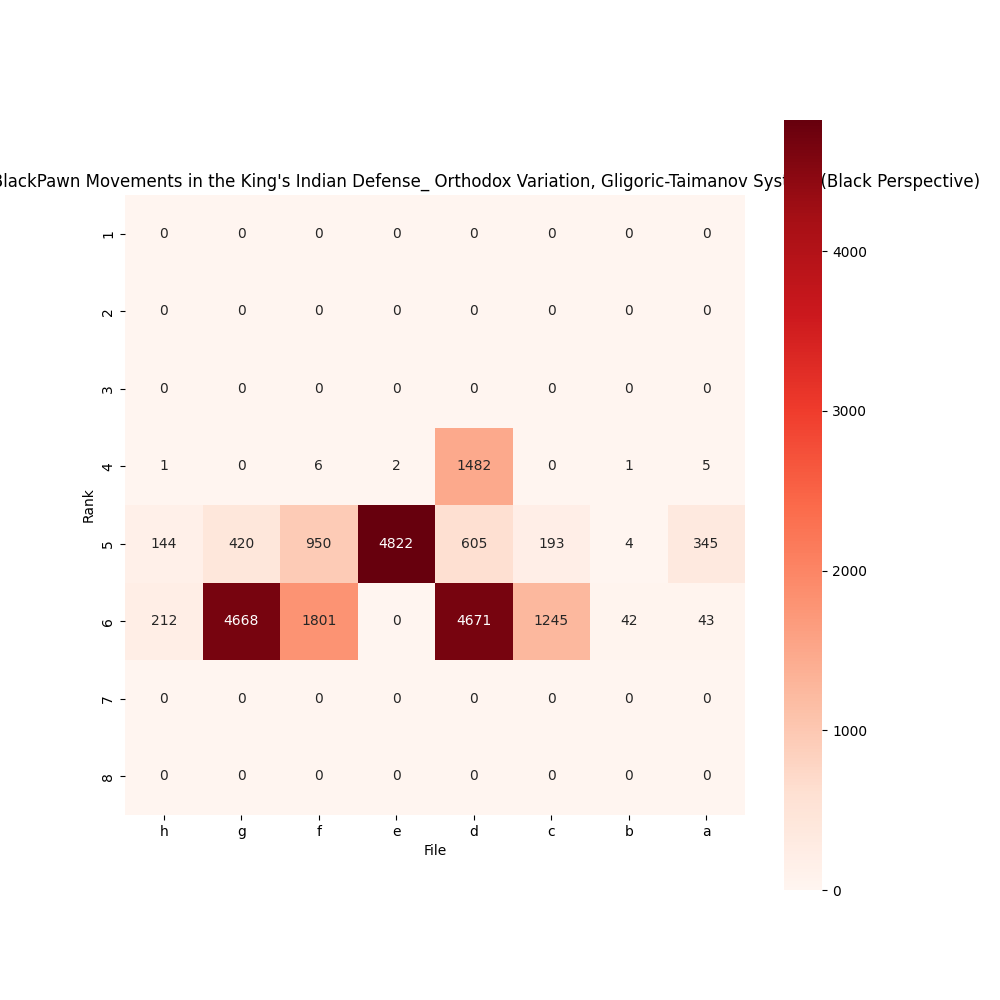 BlackPawn Movements in the King's Indian Defense_ Orthodox Variation, Gligoric-Taimanov Sys (Black Perspective)
1 0 0 0 0 0 0 0 0
2 0 0 0 0 0 0 0 0
3 0 0 0 0 0 0 0 0
4 1 0 6 2 1482 0 1 5
5 144 420 950 4822 605 193 4 345
6 212 4668 1801 0 4671 1245 42 43
7 0 0 0 0 0 0 0 0
8 0 0 0 0 0 0 0 0
h g f e d c b a
File
Rank
4000
3000
2000
1000
0